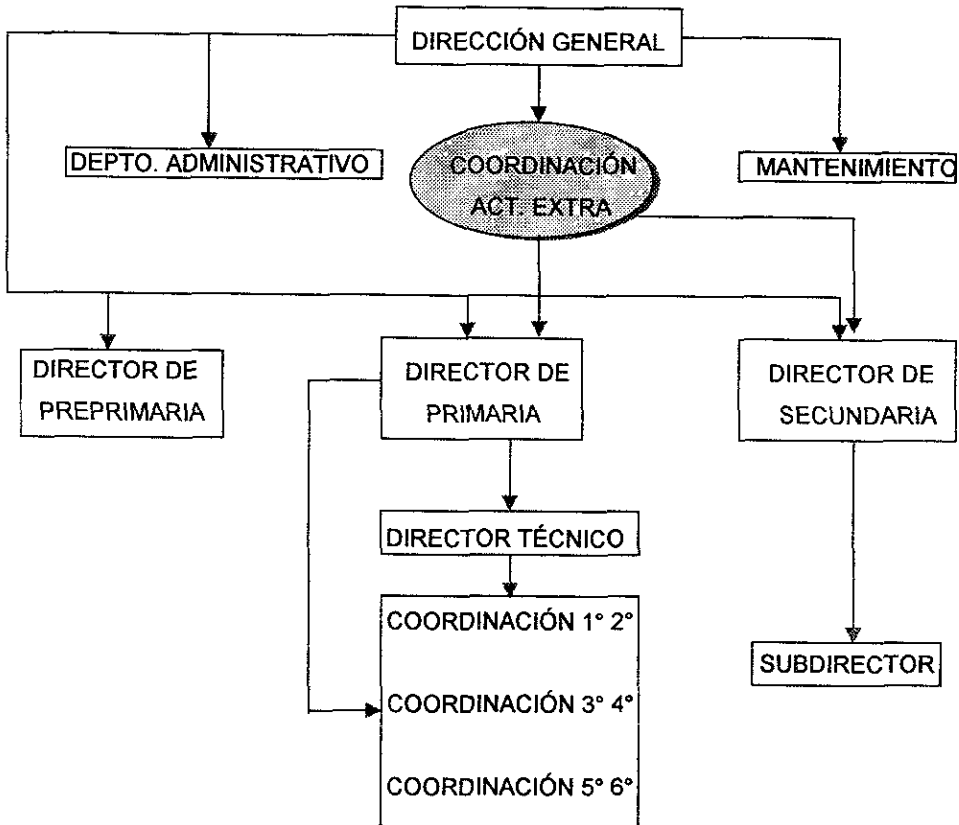 DIRECCIÓN GENERAL
DEPTO. ADMINISTRATIVO
COORDINACIÓN
ACT. EXTRA
MANTENIMIENTO
DIRECTOR DE
PREPRIMARIA
DIRECTOR DE
PRIMARIA
DIRECTOR DE
SECUNDARIA
DIRECTOR TÉCNICO
COORDINACIÓN 1° 2°
COORDINACIÓN 3° 4°
COORDINACIÓN 5° 6°
SUBDIRECTOR